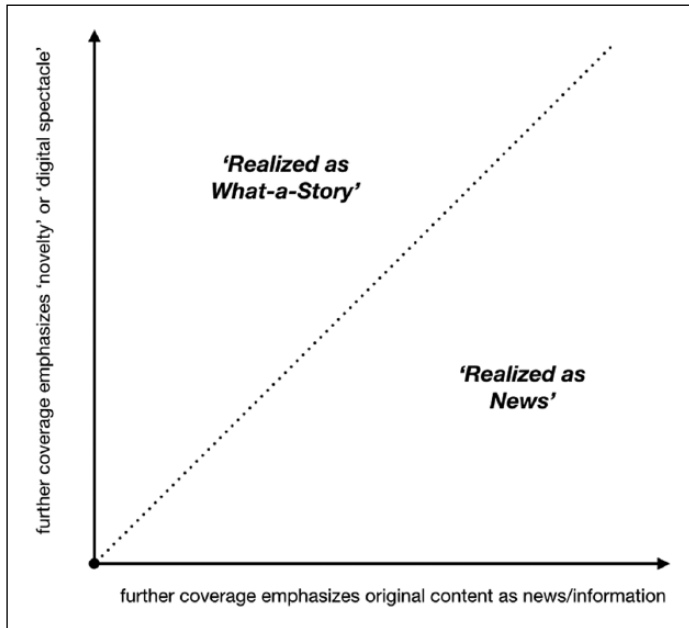 further coverage emphasizes ‘novelty’ or ‘digital spectacle’
‘Realized as
What-a-Story’
‘Realized as
News’
further coverage emphasizes original content as news/information